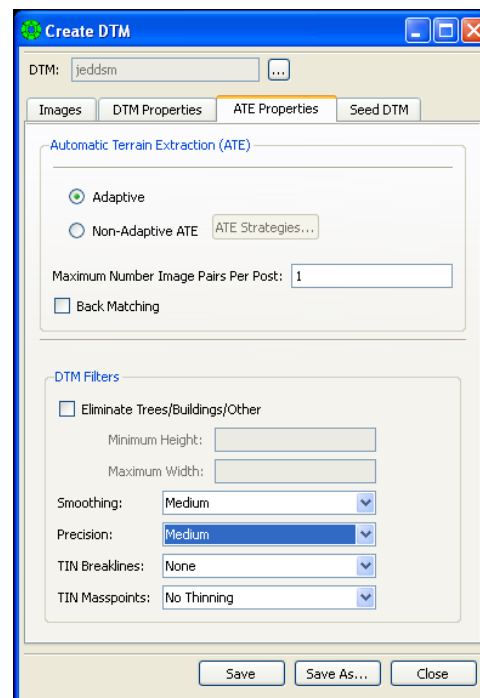 Create DTM
DTM: jeddsm ...
Images DTM Properties ATE Properties Seed DTM
Automatic Terrain Extraction (ATE)
Adaptive
Non-Adaptive ATE ATE Strategies...
Maximum Number Image Pairs Per Post: 1
Back Matching
DTM Filters
Eliminate Trees/Buildings/Other
Minimum Height:
Maximum Width:
Smoothing: Medium
Precision: Medium
TIN Breaklines: None
TIN Masspoints: No Thinning
Save Save As... Close